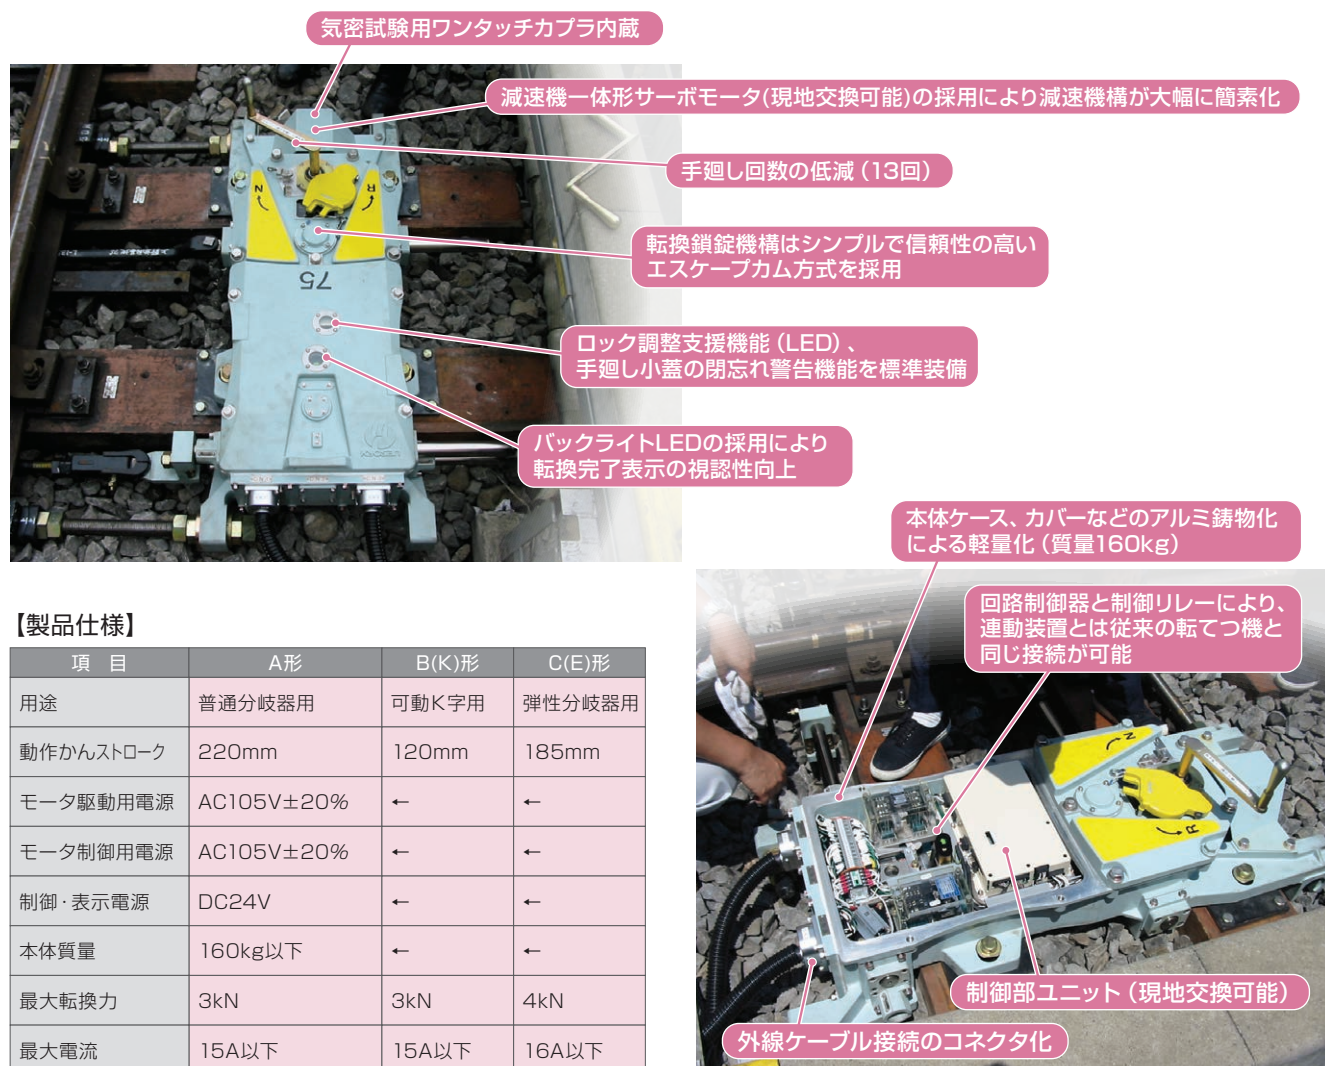 気密試験用ワンタッチカプラ内蔵
減速機一体形サーボモータ(現地交換可能)の採用により減速機構が大幅に簡素化
手廻し回数の低減（13回）
転換鎖錠機構はシンプルで信頼性の高い
エスケープカム方式を採用
ロック調整支援機能（LED）、
手廻し小蓋の閉忘れ警告機能を標準装備
バックライトLEDの採用により
転換完了表示の視認性向上
N
R
75
本体ケース、カバーなどのアルミ鋳物化
による軽量化（質量160kg）
回路制御器と制御リレーにより、
連動装置とは従来の転てつ機と
同じ接続が可能
N
R
制御部ユニット（現地交換可能）
外線ケーブル接続のコネクタ化
【製品仕様】
項　目 A形 B(K)形 C(E)形
用途 普通分岐器用 可動K字用 弾性分岐器用
動作かんストローク 220mm 120mm 185mm
モータ駆動用電源 AC105V±20% ← ←
モータ制御用電源 AC105V±20% ← ←
制御・表示電源 DC24V ← ←
本体質量 160kg以下 ← ←
最大転換力 3kN 3kN 4kN
最大電流 15A以下 15A以下 16A以下